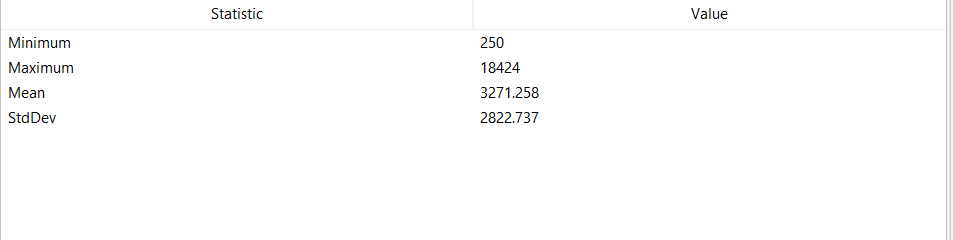 Statistic Value
Minimum 250
Maximum 18424
Mean 3271.258
StdDev 2822.737